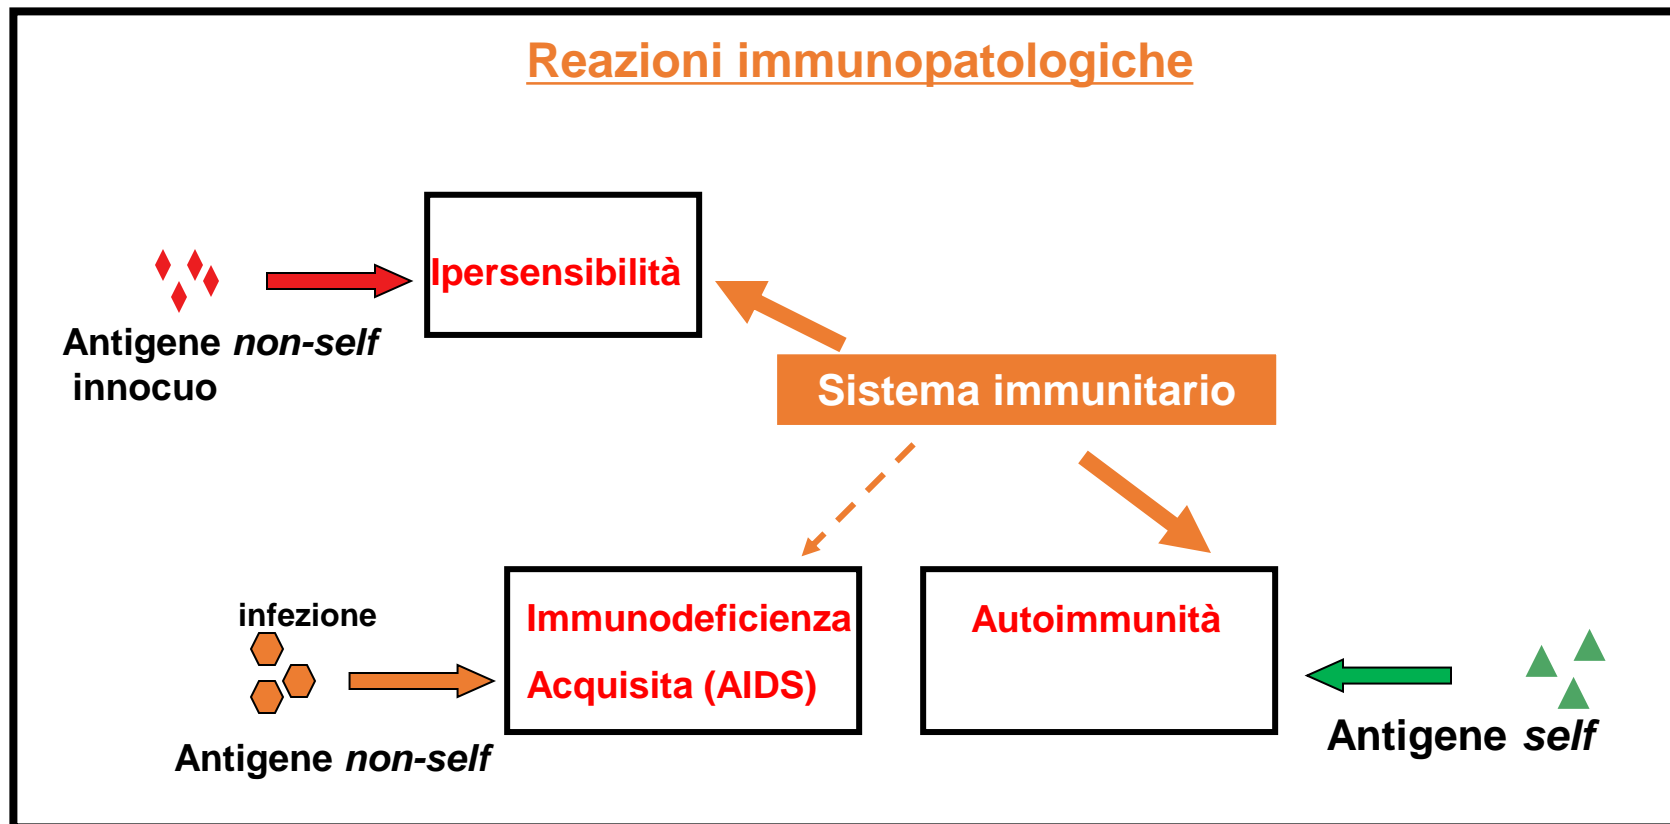 Reazioni immunopatologiche
Ipersensibilità
Antigene non-self
innocuo
Sistema immunitario
infezione
Immunodeficienza
Acquisita (AIDS)
Autoimmunità
Antigene non-self
Antigene self